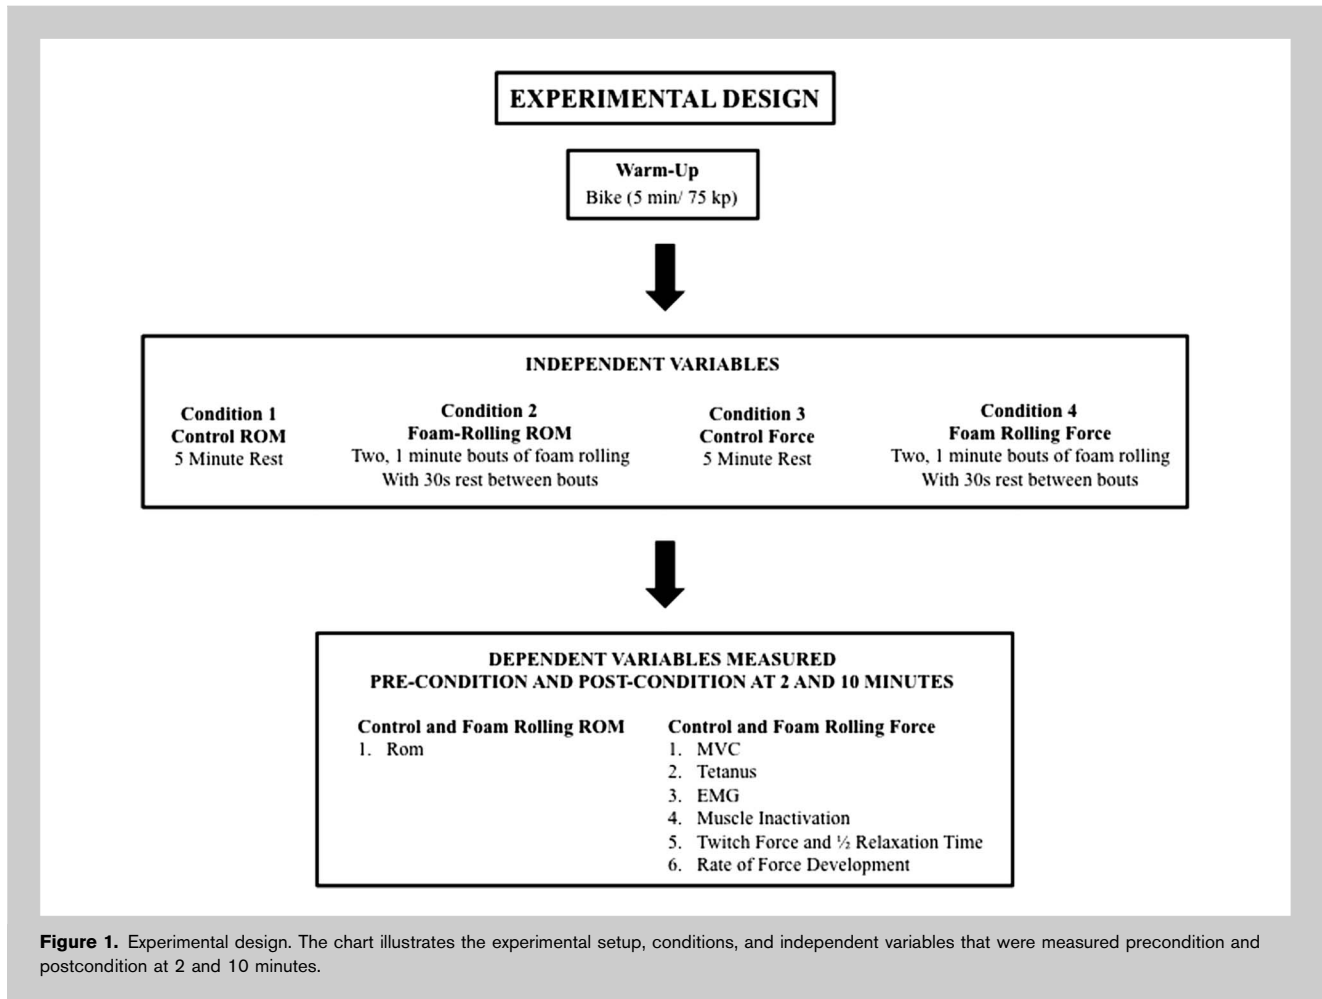 EXPERIMENTAL DESIGN
Warm-Up
Bike (5 min/ 75 kp)
INDEPENDENT VARIABLES
Condition 1
Control ROM
5 Minute Rest
Condition 2
Foam-Rolling ROM
Two, 1 minute bouts of foam rolling
With 30s rest between bouts
Condition 3
Control Force
5 Minute Rest
Condition 4
Foam Rolling Force
Two, 1 minute bouts of foam rolling
With 30s rest between bouts
DEPENDENT VARIABLES MEASURED
PRE-CONDITION AND POST-CONDITION AT 2 AND 10 MINUTES
Control and Foam Rolling ROM
1. Rom
Control and Foam Rolling Force
1. MVC
2. Tetanus
3. EMG
4. Muscle Inactivation
5. Twitch Force and ½ Relaxation Time
6. Rate of Force Development
Figure 1. Experimental design. The chart illustrates the experimental setup, conditions, and independent variables that were measured precondition and
postcondition at 2 and 10 minutes.